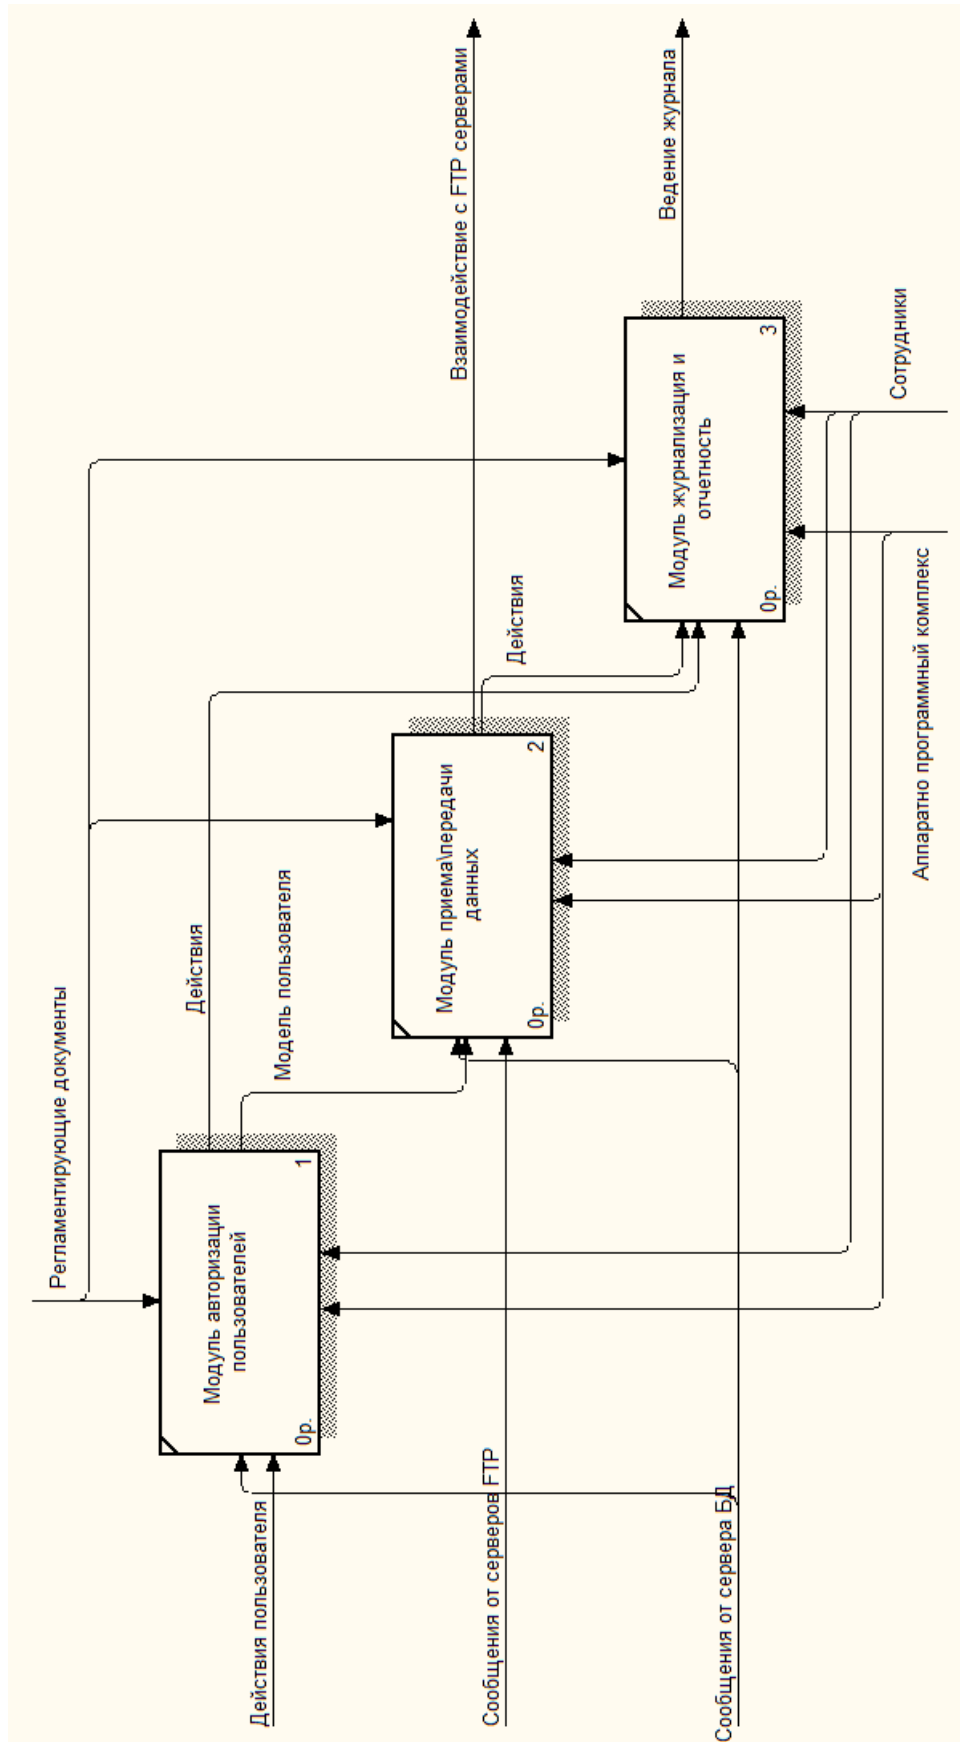 Регламентирующие документы
Действия
Модель пользователя
Взаимодействие с FTP серверами
Ведение журнала
Действия
Модуль авторизации
пользователей
0р.
1
Модуль приема\передачи
данных
0р.
2
Модуль журнализация и
отчетность
0р.
3
Действия пользователя
Сообщения от серверов FTP
Сообщения от сервера БД
Аппаратно программный комплекс
Сотрудники